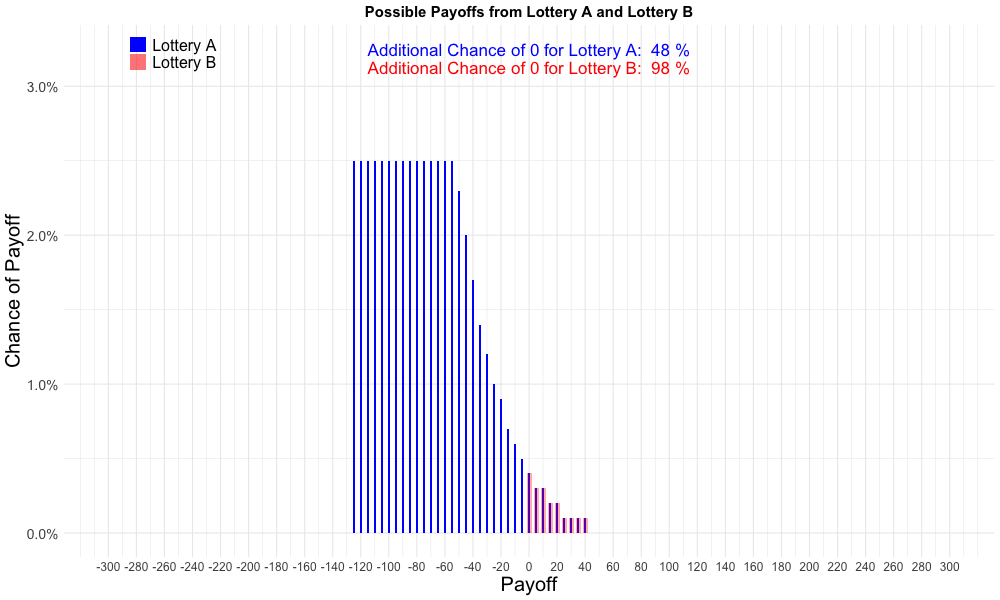 Possible Payoffs from Lottery A and Lottery B
Lottery A
Lottery B
Additional Chance of 0 for Lottery A: 48 %
Additional Chance of 0 for Lottery B: 98 %
Chance of Payoff
3.0%
2.0%
1.0%
0.0%
-300 -280 -260 -240 -220 -200 -180 -160 -140 -120 -100 -80 -60 -40 -20 0 20 40 60 80 100 120 140 160 180 200 220 240 260 280 300
Payoff